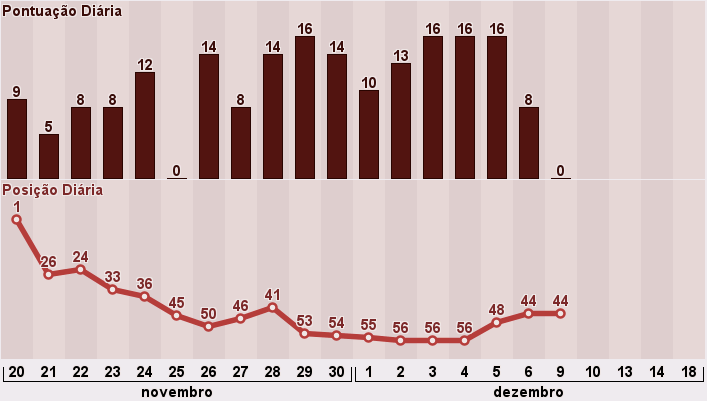 Pontuação Diária
9 5 8 8 12 0 14 8 14 16 14 10 13 16 16 16 8 0
Posição Diária
1 26 24 33 36 45 50 46 41 53 54 55 56 56 56 48 44 44
20 21 22 23 24 25 26 27 28 29 30 1 2 3 4 5 6 9 10 13 14 18
novembro dezembro